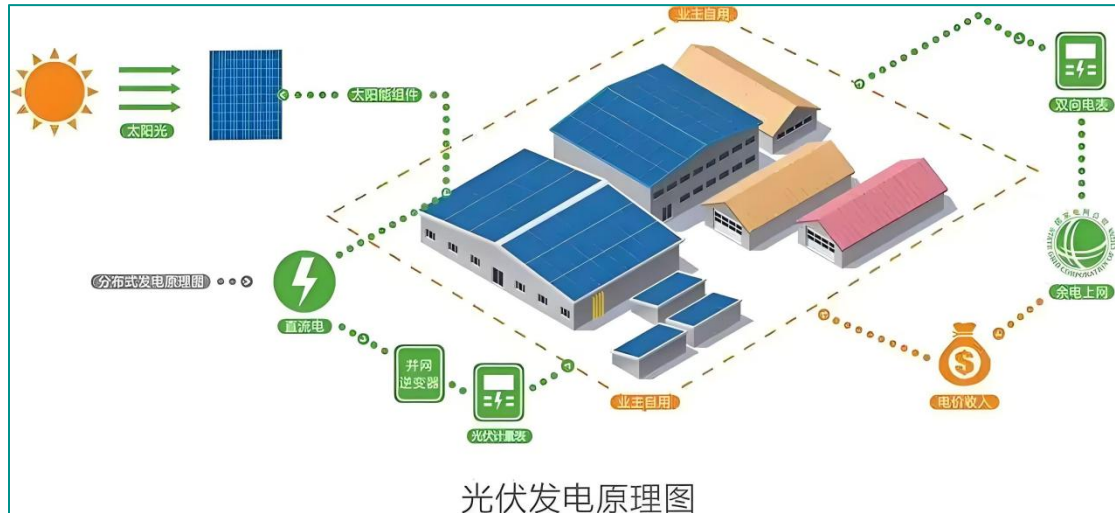 业主自用
太阳光
太阳能组件
双向电表
分布式发电原理图
直流电
并网
逆变器
光伏计量表
业主自用
余电上网
电价收入
光伏发电原理图